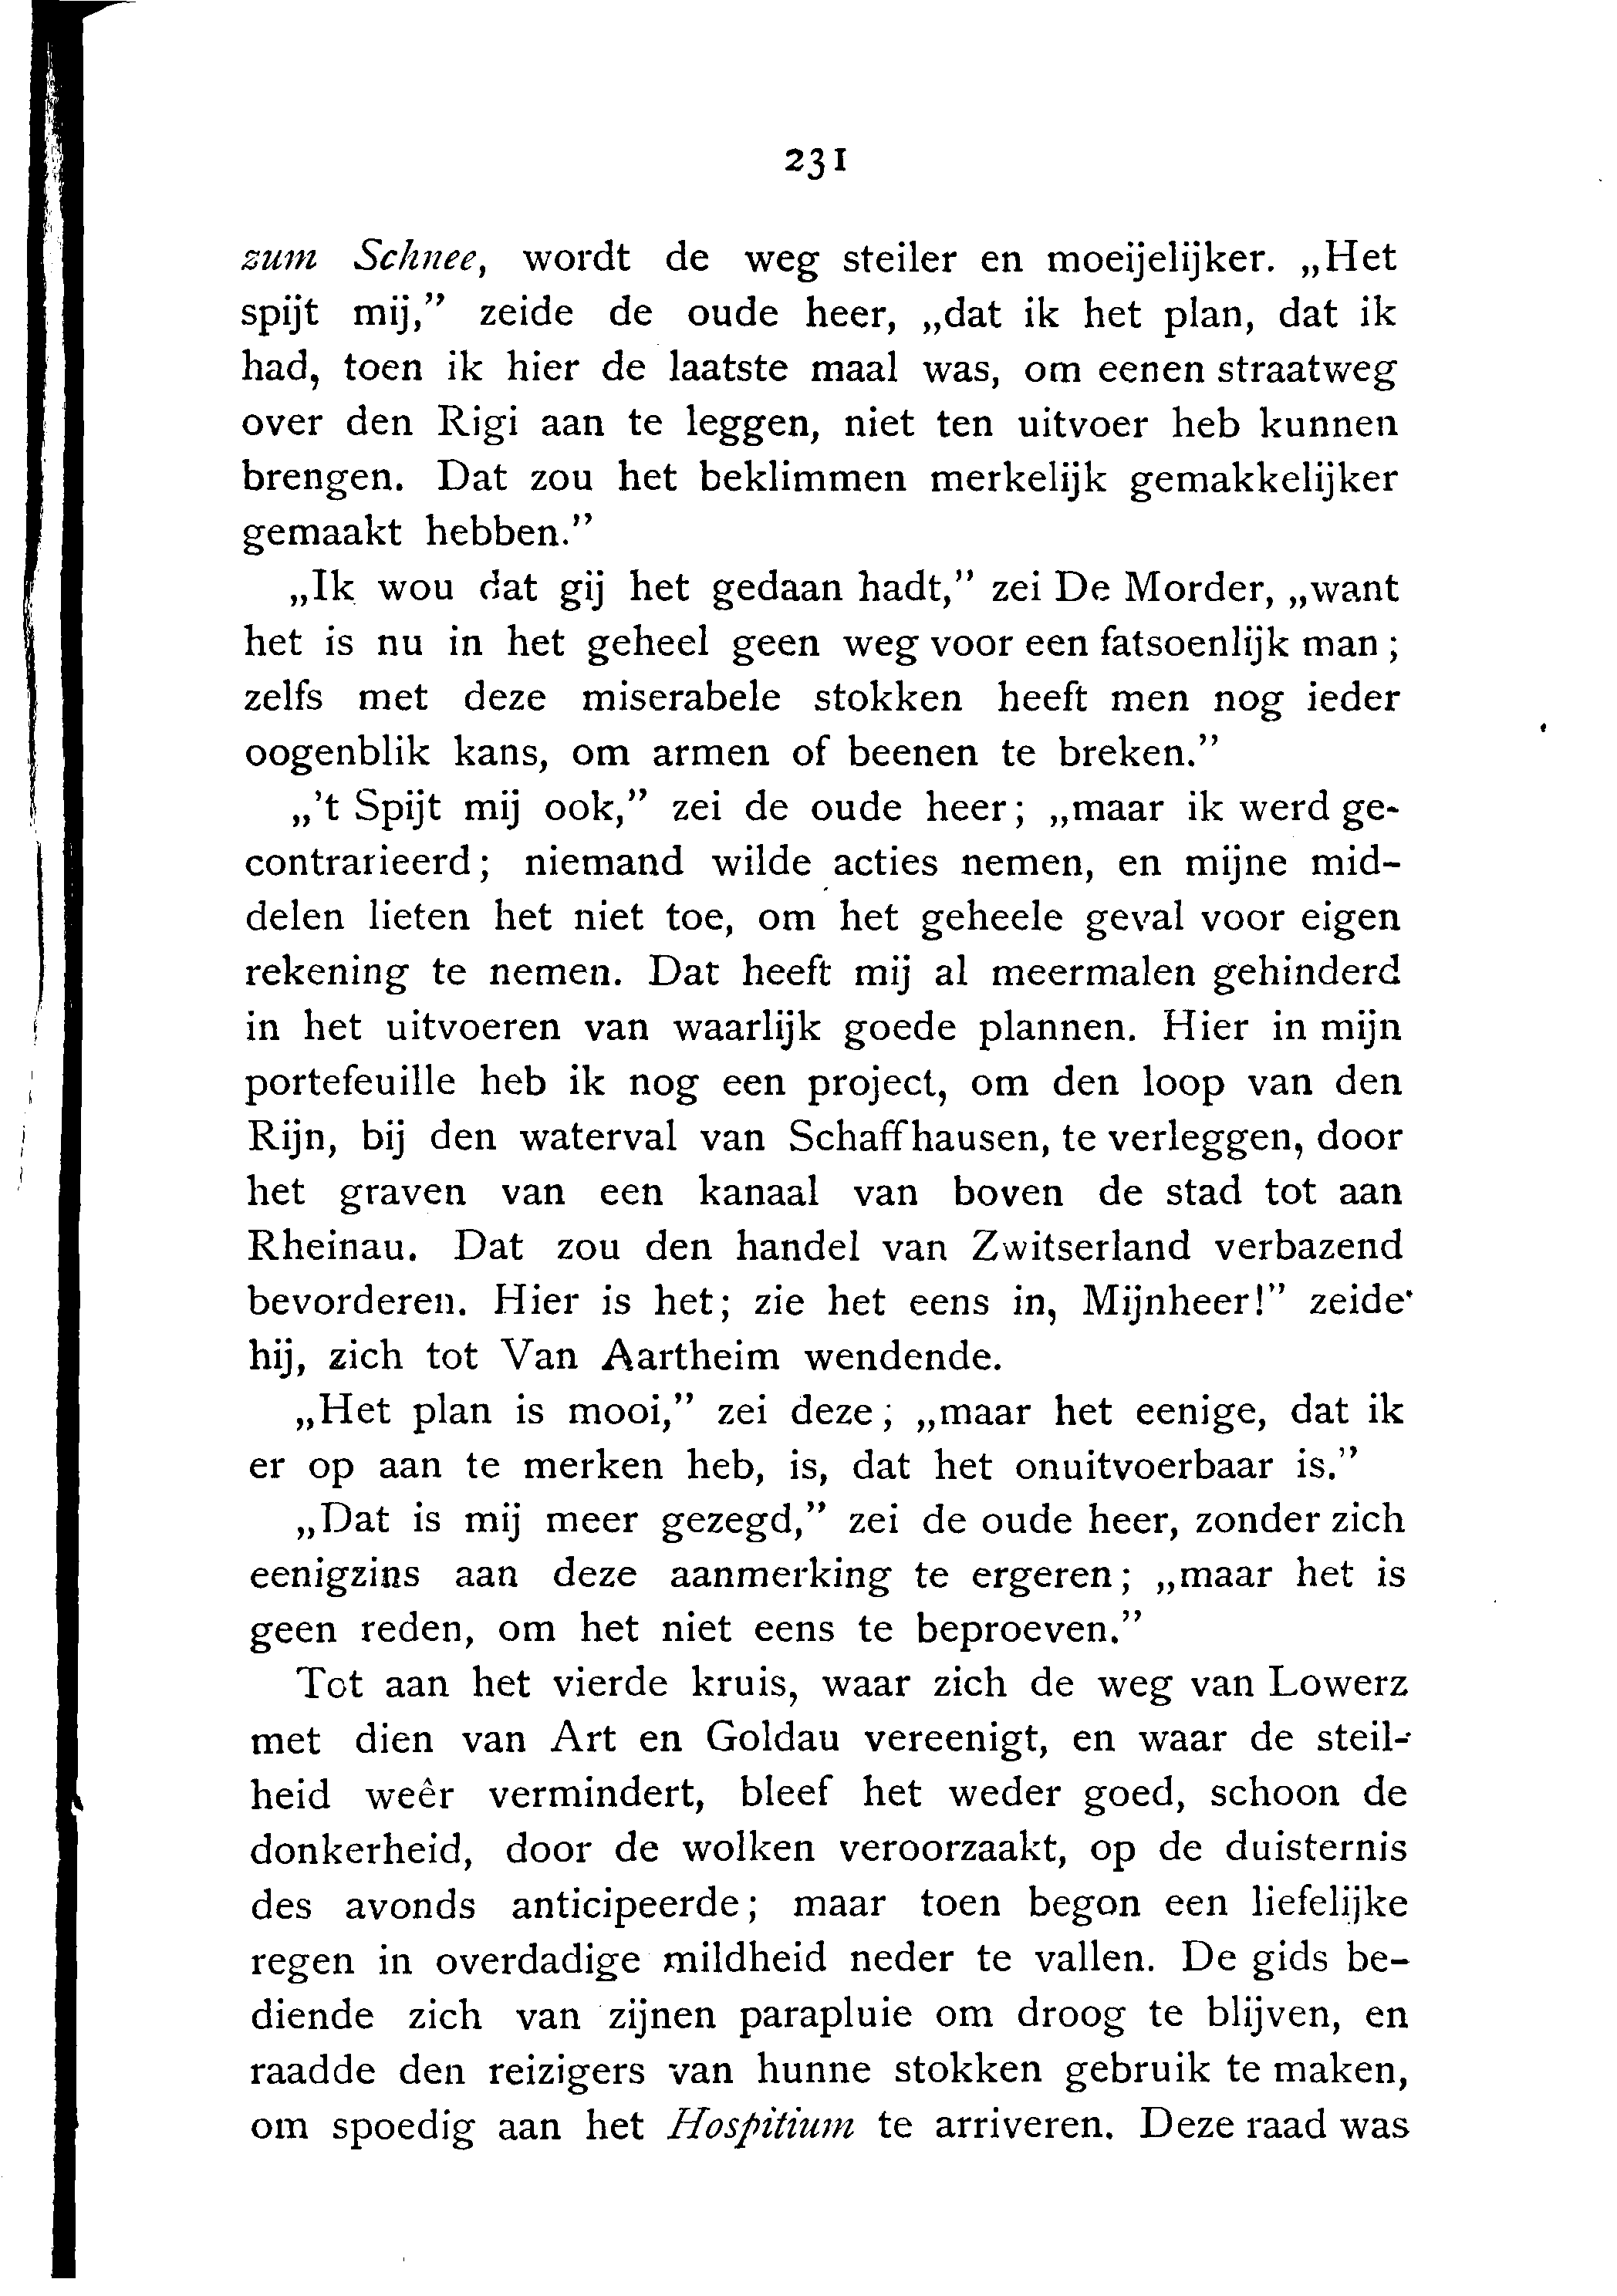 231
zum Schnee, wordt de weg steiler en moeijelijker. „Het
spijt mij,” zeide de oude heer, „dat ik het plan, dat ik
had, toen ik hier de laatste maal was, om eenen straatweg
over den Rigi aan te leggen, niet ten uitvoer heb kunnen
brengen. Dat zou het beklimmen merkelijk gemakkelijker
gemaakt hebben.”
„Ik wou dat gij het gedaan hadt,” zei De Morder, „want
het is nu in het geheel geen weg voor een fatsoenlijk man;
zelfs met deze miserabele stokken heeft men nog ieder
oogenblik kans, om armen of beenen te breken.”
„’t Spijt mij ook,” zei de oude heer; „maar ik werd ge-
contrarieerd; niemand wilde acties nemen, en mijne mid-
delen lieten het niet toe, om het geheele geval voor eigen
rekening te nemen. Dat heeft mij al meermalen gehinderd
in het uitvoeren van waarlijk goede plannen. Hier in mijn
portefeuille heb ik nog een project, om den loop van den
Rijn, bij den waterval van Schaffhausen, te verleggen, door
het graven van een kanaal van boven de stad tot aan
Rheinau. Dat zou den handel van Zwitserland verbazend
bevorderen. Hier is het; zie het eens in, Mijnheer!” zeide
hij, zich tot Van Aartheim wendende.
„Het plan is mooi,” zei deze; „maar het eenige, dat ik
er op aan te merken heb, is, dat het onuitvoerbaar is.”
„Dat is mij meer gezegd,” zei de oude heer, zonder zich
eenigzins aan deze aanmerking te ergeren; „maar het is
geen reden, om het niet eens te beproeven.”
Tot aan het vierde kruis, waar zich de weg van Lowerz
met dien van Art en Goldau vereenigt, en waar de steil-
heid weêr vermindert, bleef het weder goed, schoon de
donkerheid, door de wolken veroorzaakt, op de duisternis
des avonds anticipeerde; maar toen begon een liefelijke
regen in overdadige mildheid neder te vallen. De gids be-
diende zich van zijnen parapluie om droog te blijven, en
raadde den reizigers van hunne stokken gebruik te maken,
om spoedig aan het Hospitium te arriveren. Deze raad was